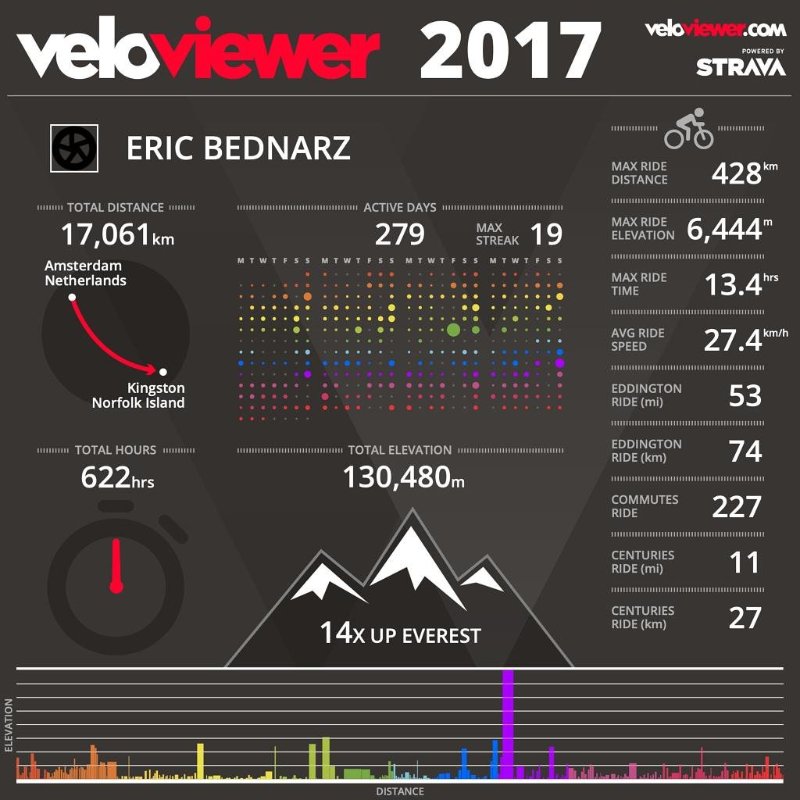 veloviewer 2017
veloviewer.com
POWERED BY
STRAVA
ERIC BEDNARZ
TOTAL DISTANCE
17,061km
Amsterdam
Netherlands
Kingston
Norfolk Island
ACTIVE DAYS
279
MAX
STREAK 19
M T W T F S S M T W T F S S M T W T F S S M T W T F S S
TOTAL HOURS
622hrs
TOTAL ELEVATION
130,480m
14X UP EVEREST
MAX RIDE
DISTANCE 428km
MAX RIDE
ELEVATION 6,444m
MAX RIDE
TIME 13.4hrs
AVG RIDE
SPEED 27.4km/h
EDDINGTON
RIDE (mi) 53
EDDINGTON
RIDE (km) 74
COMMUTES
RIDE 227
CENTURIES
RIDE (mi) 11
CENTURIES
RIDE (km) 27
ELEVATION
DISTANCE